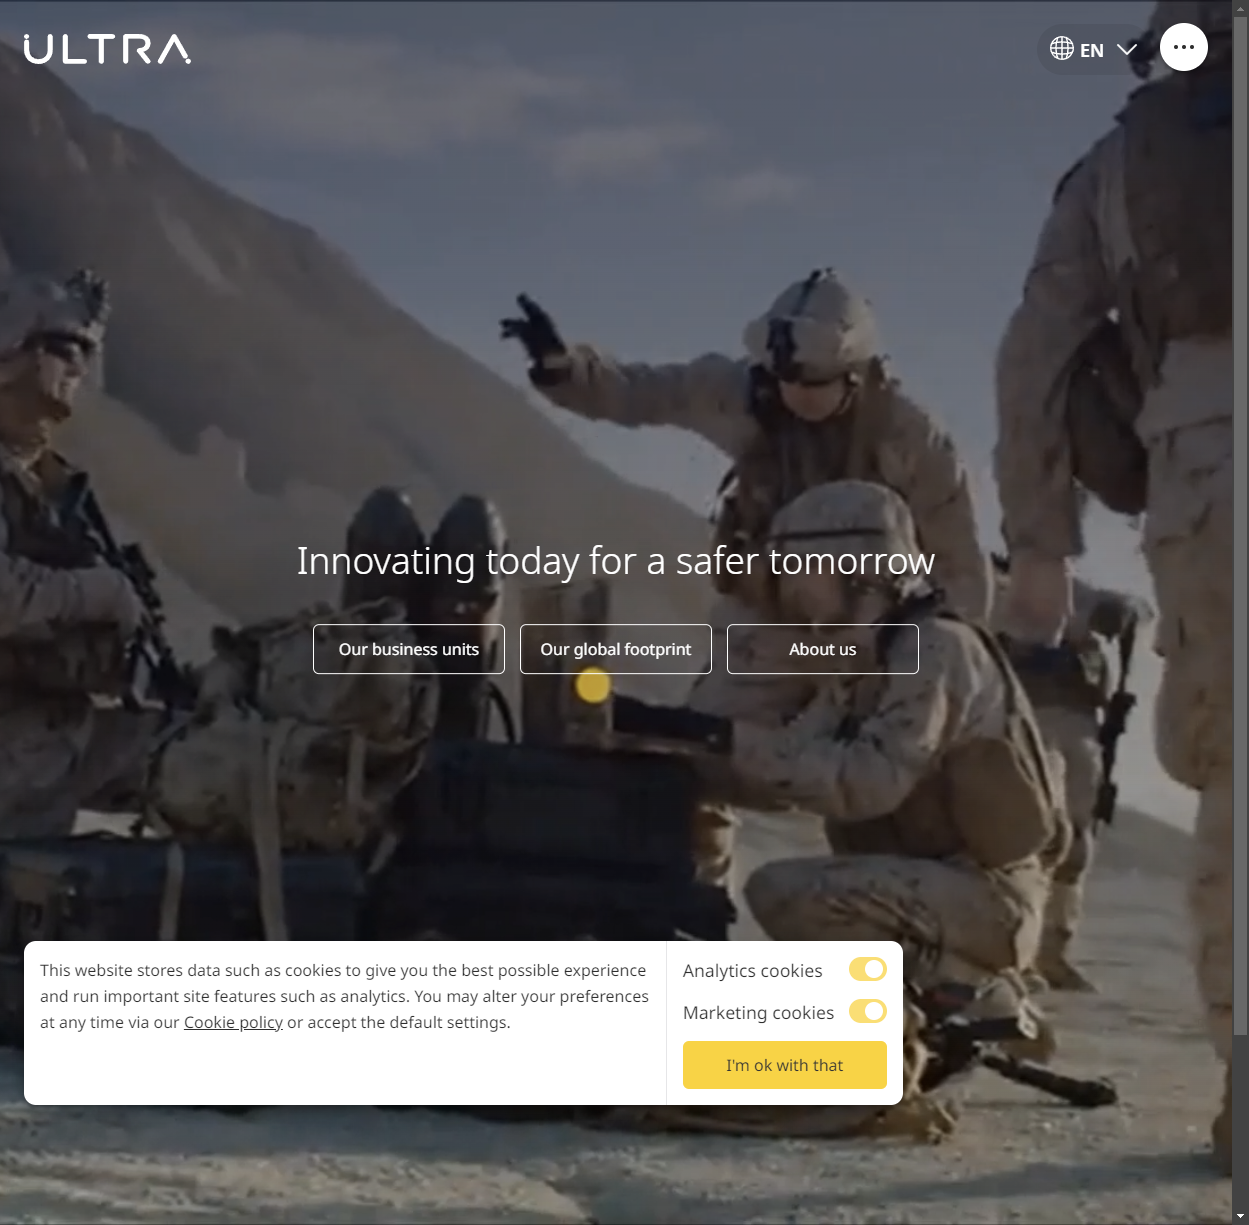 ULTRA
EN
Innovating today for a safer tomorrow
Our business units
Our global footprint
About us
This website stores data such as cookies to give you the best possible experience
and run important site features such as analytics. You may alter your preferences
at any time via our Cookie policy or accept the default settings.
Analytics cookies
Marketing cookies
I'm ok with that